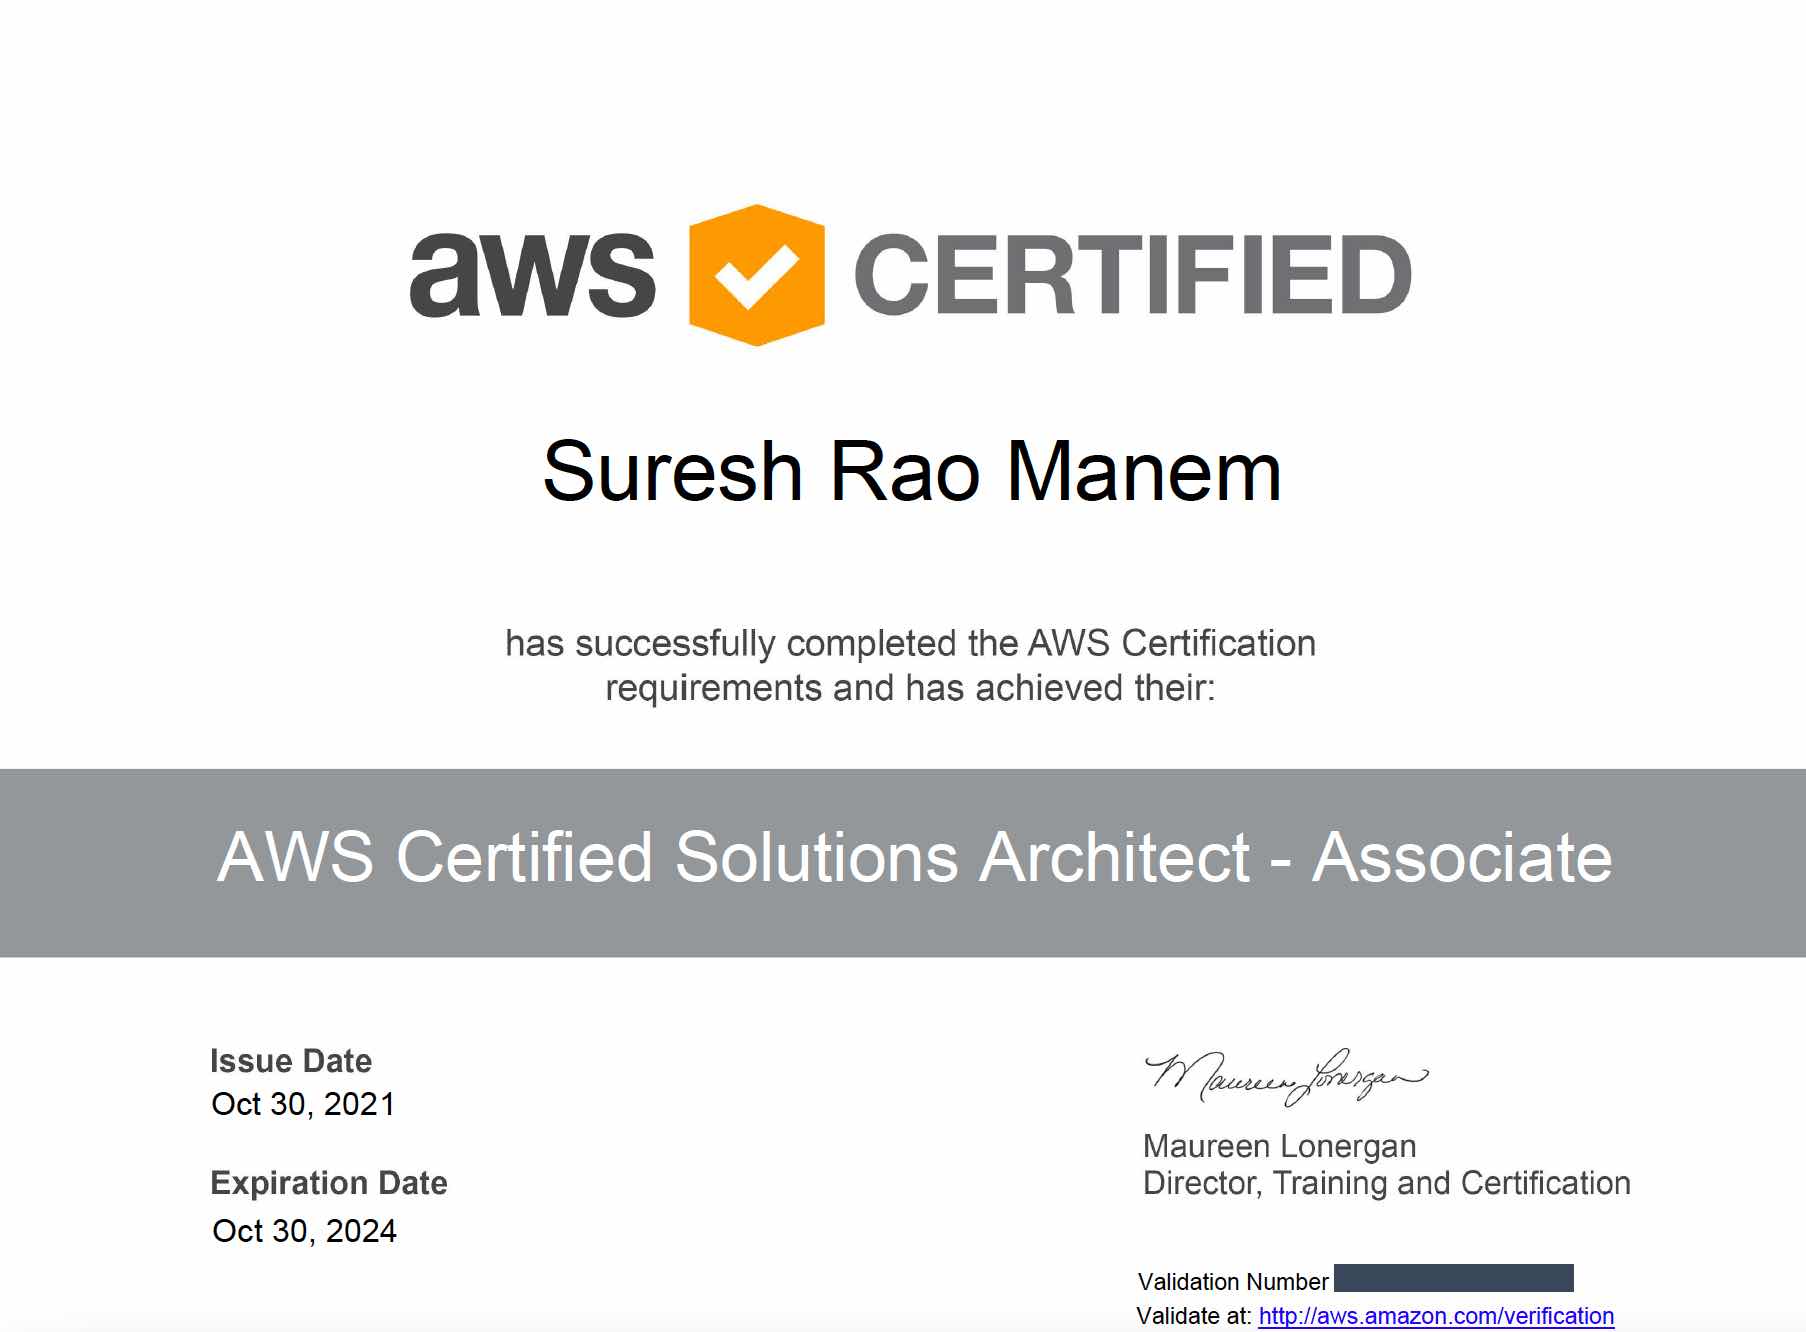 aws CERTIFIED
Suresh Rao Manem
has successfully completed the AWS Certification
requirements and has achieved their:
AWS Certified Solutions Architect - Associate
Issue Date
Oct 30, 2021
Expiration Date
Oct 30, 2024
Maureen Lonergan
Maureen Lonergan
Director, Training and Certification
Validation Number
Validate at: http://aws.amazon.com/verification